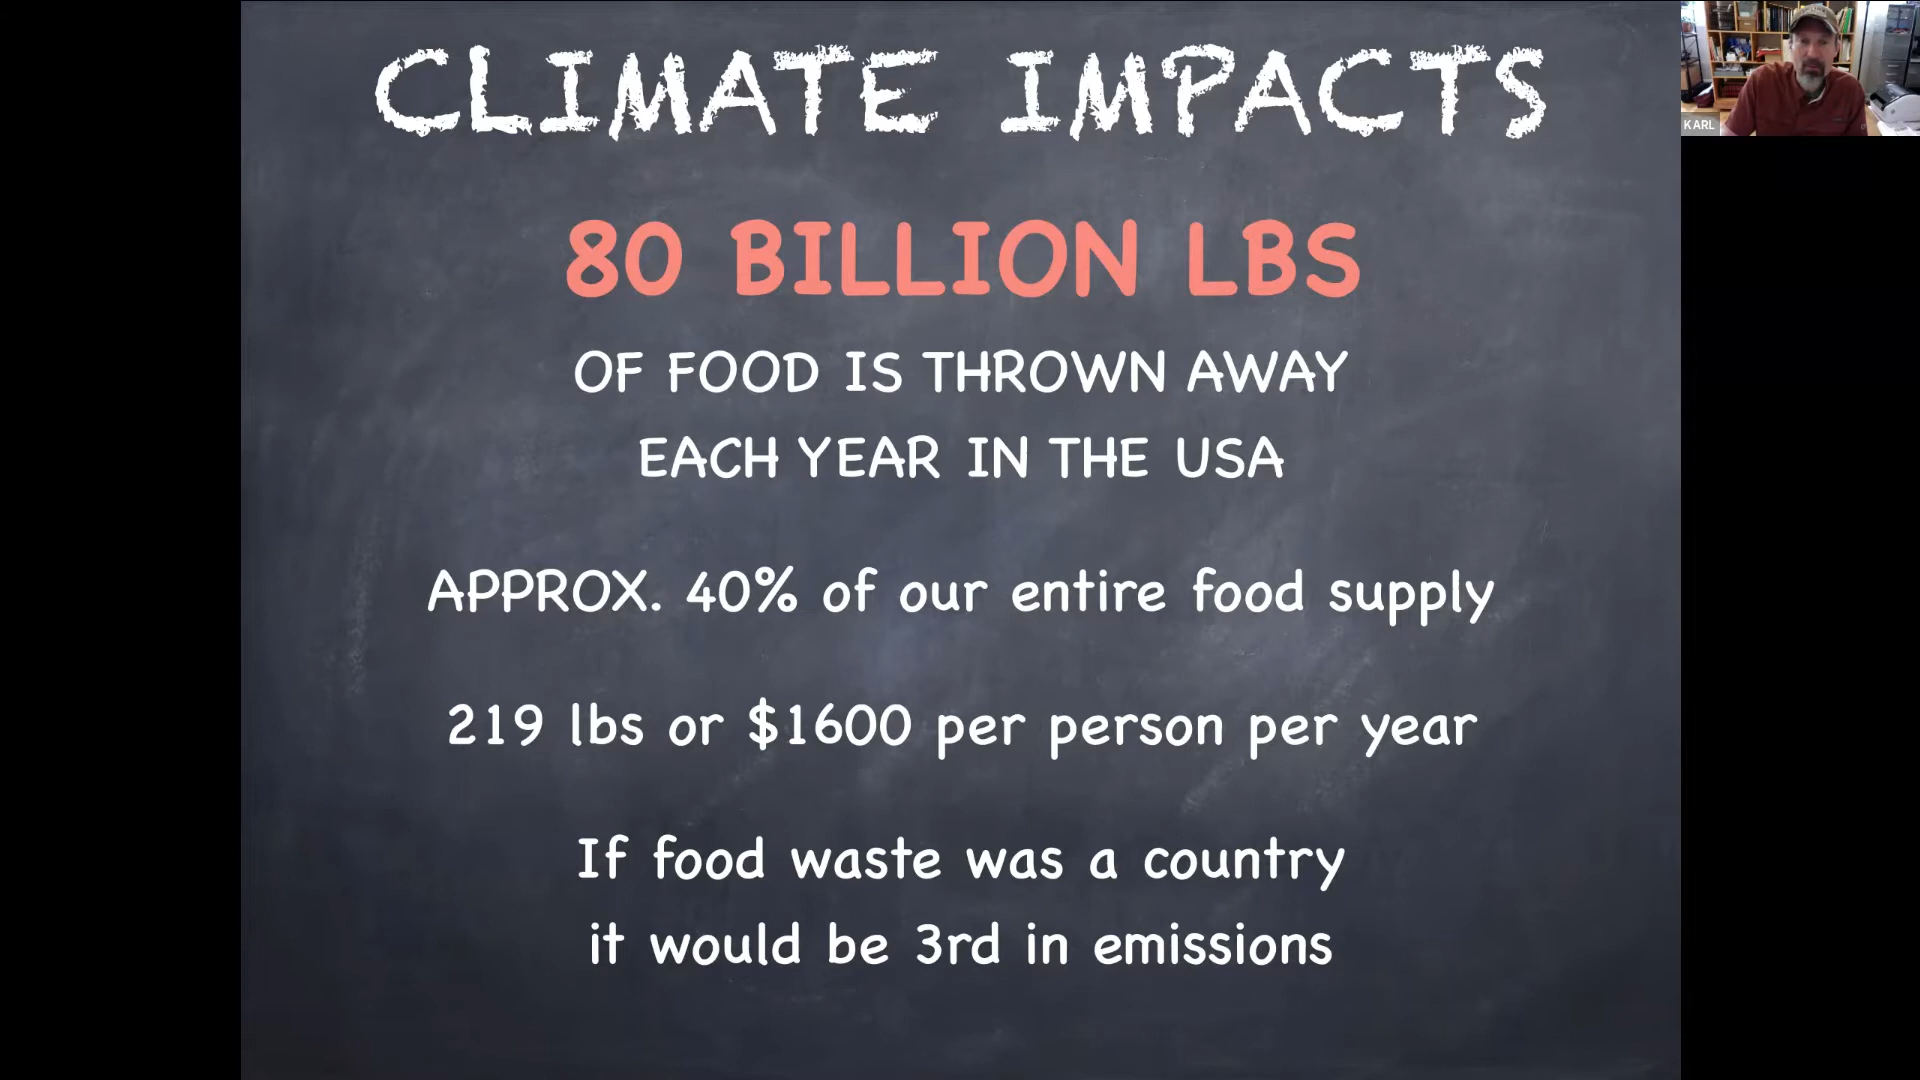 CLIMATE IMPACTS
80 BILLION LBS
OF FOOD IS THROWN AWAY
EACH YEAR IN THE USA
APPROX. 40% of our entire food supply
219 lbs or $1600 per person per year
If food waste was a country
it would be 3rd in emissions
KARL